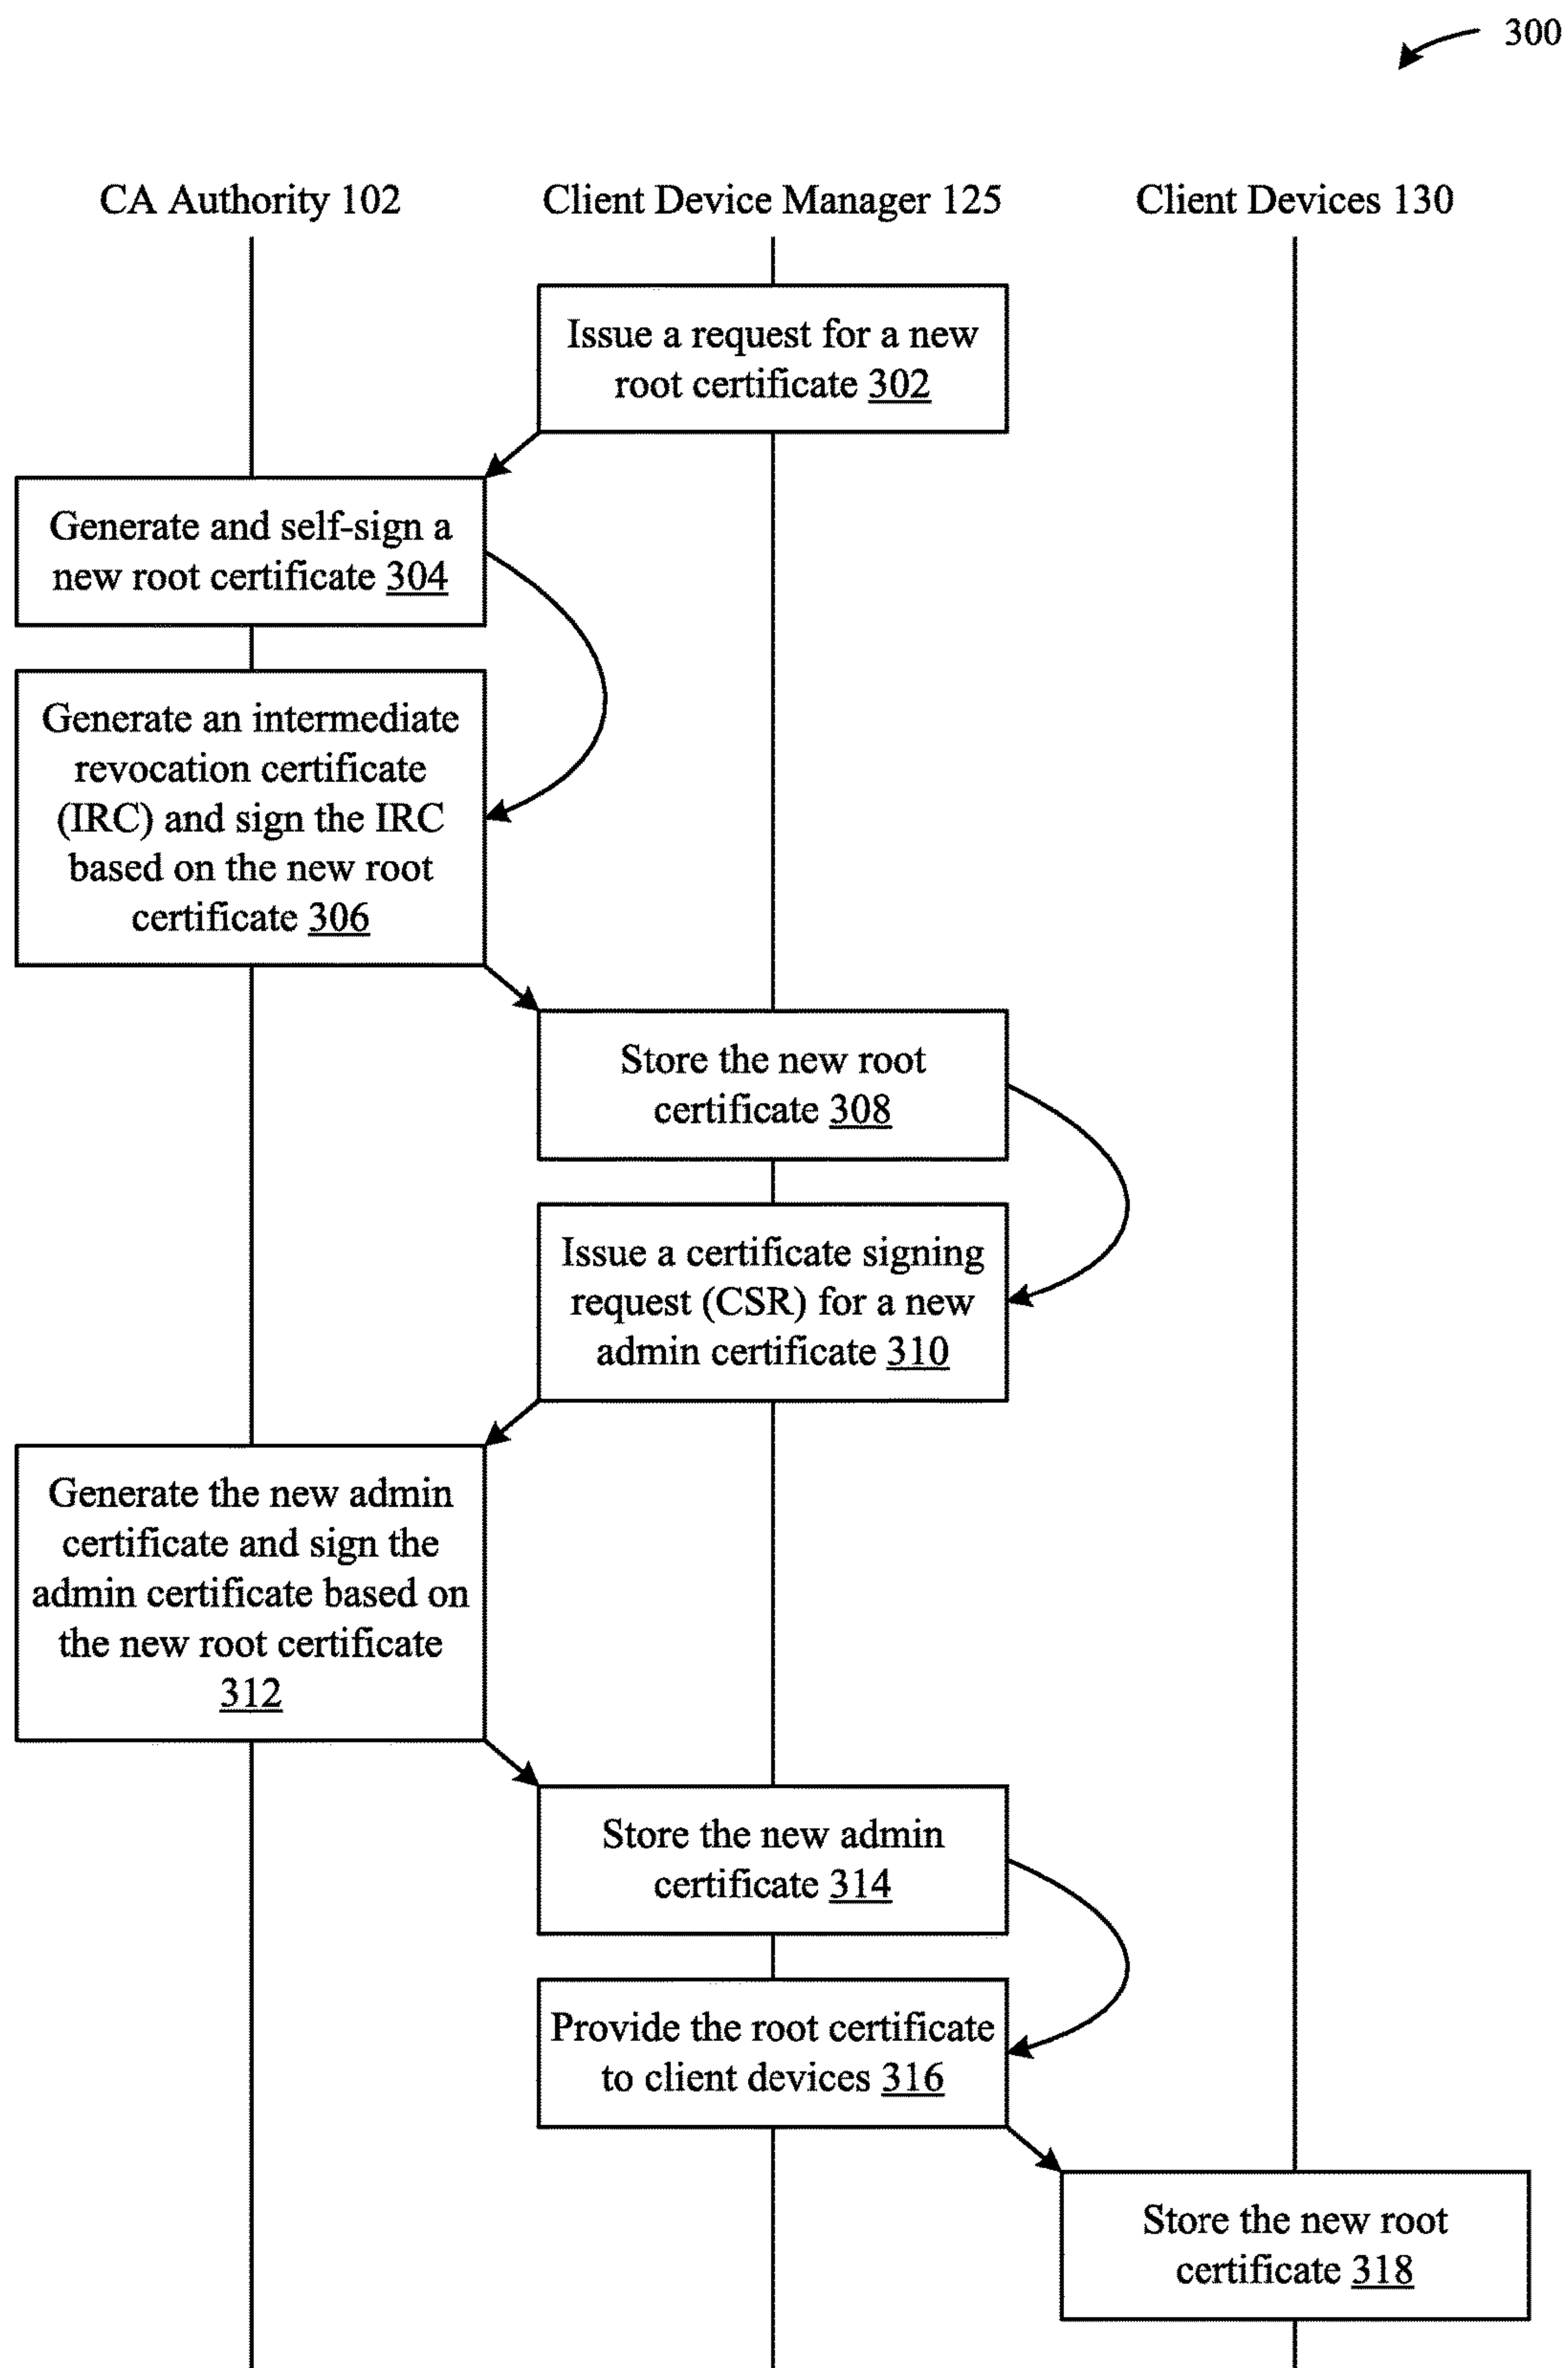 300
CA Authority 102
Client Device Manager 125
Client Devices 130
Issue a request for a new
root certificate 302
Generate and self-sign a
new root certificate 304
Generate an intermediate
revocation certificate
(IRC) and sign the IRC
based on the new root
certificate 306
Store the new root
certificate 308
Issue a certificate signing
request (CSR) for a new
admin certificate 310
Generate the new admin
certificate and sign the
admin certificate based on
the new root certificate
312
Store the new admin
certificate 314
Provide the root certificate
to client devices 316
Store the new root
certificate 318